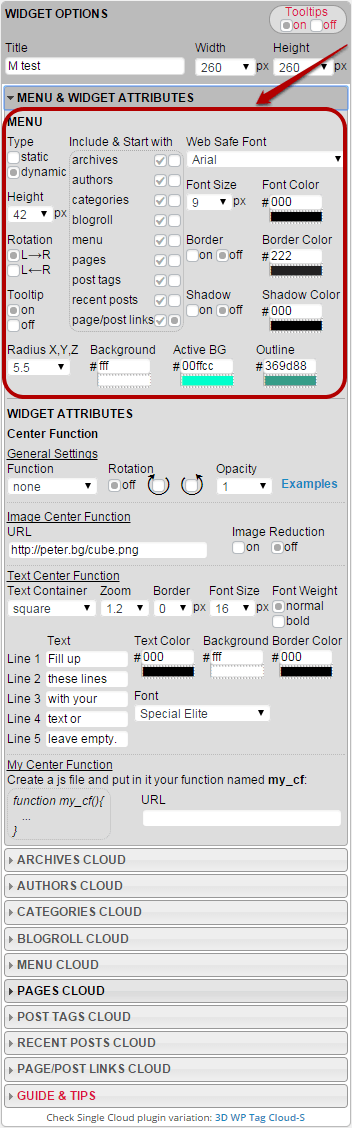 WIDGET OPTIONS Tooltips
on off
Title Width Height
M test 260 px 260 px
MENU & WIDGET ATTRIBUTES
MENU
Type Include & Start with Web Safe Font
static archives Arial
dynamic authors Font Size Font Color
Height categories 9 px # 000
42 px blogroll
Rotation menu Border Border Color
L→R pages on off # 222
L←R post tags
Tooltip recent posts Shadow Shadow Color
on page/post links on off # 000
off
Radius X,Y,Z Background Active BG Outline
5.5 # fff # 00ffcc # 369d88
WIDGET ATTRIBUTES
Center Function
General Settings
Function Rotation Opacity
none off 1 Examples
Image Center Function
URL Image Reduction
http://peter.bg/cube.png on off
Text Center Function
Text Container Zoom Border Font Size Font Weight
square 1.2 0 px 16 px normal
bold
Text Text Color Background Border Color
Line 1 Fill up # 000 # fff # 000
Line 2 these lines
Line 3 with your Font
Line 4 text or Special Elite
Line 5 leave empty.
My Center Function
Create a js file and put in it your function named my_cf:
function my_cf(){ URL
...
}
ARCHIVES CLOUD
AUTHORS CLOUD
CATEGORIES CLOUD
BLOGROLL CLOUD
MENU CLOUD
PAGES CLOUD
POST TAGS CLOUD
RECENT POSTS CLOUD
PAGE/POST LINKS CLOUD
GUIDE & TIPS
Check Single Cloud plugin variation: 3D WP Tag Cloud-S